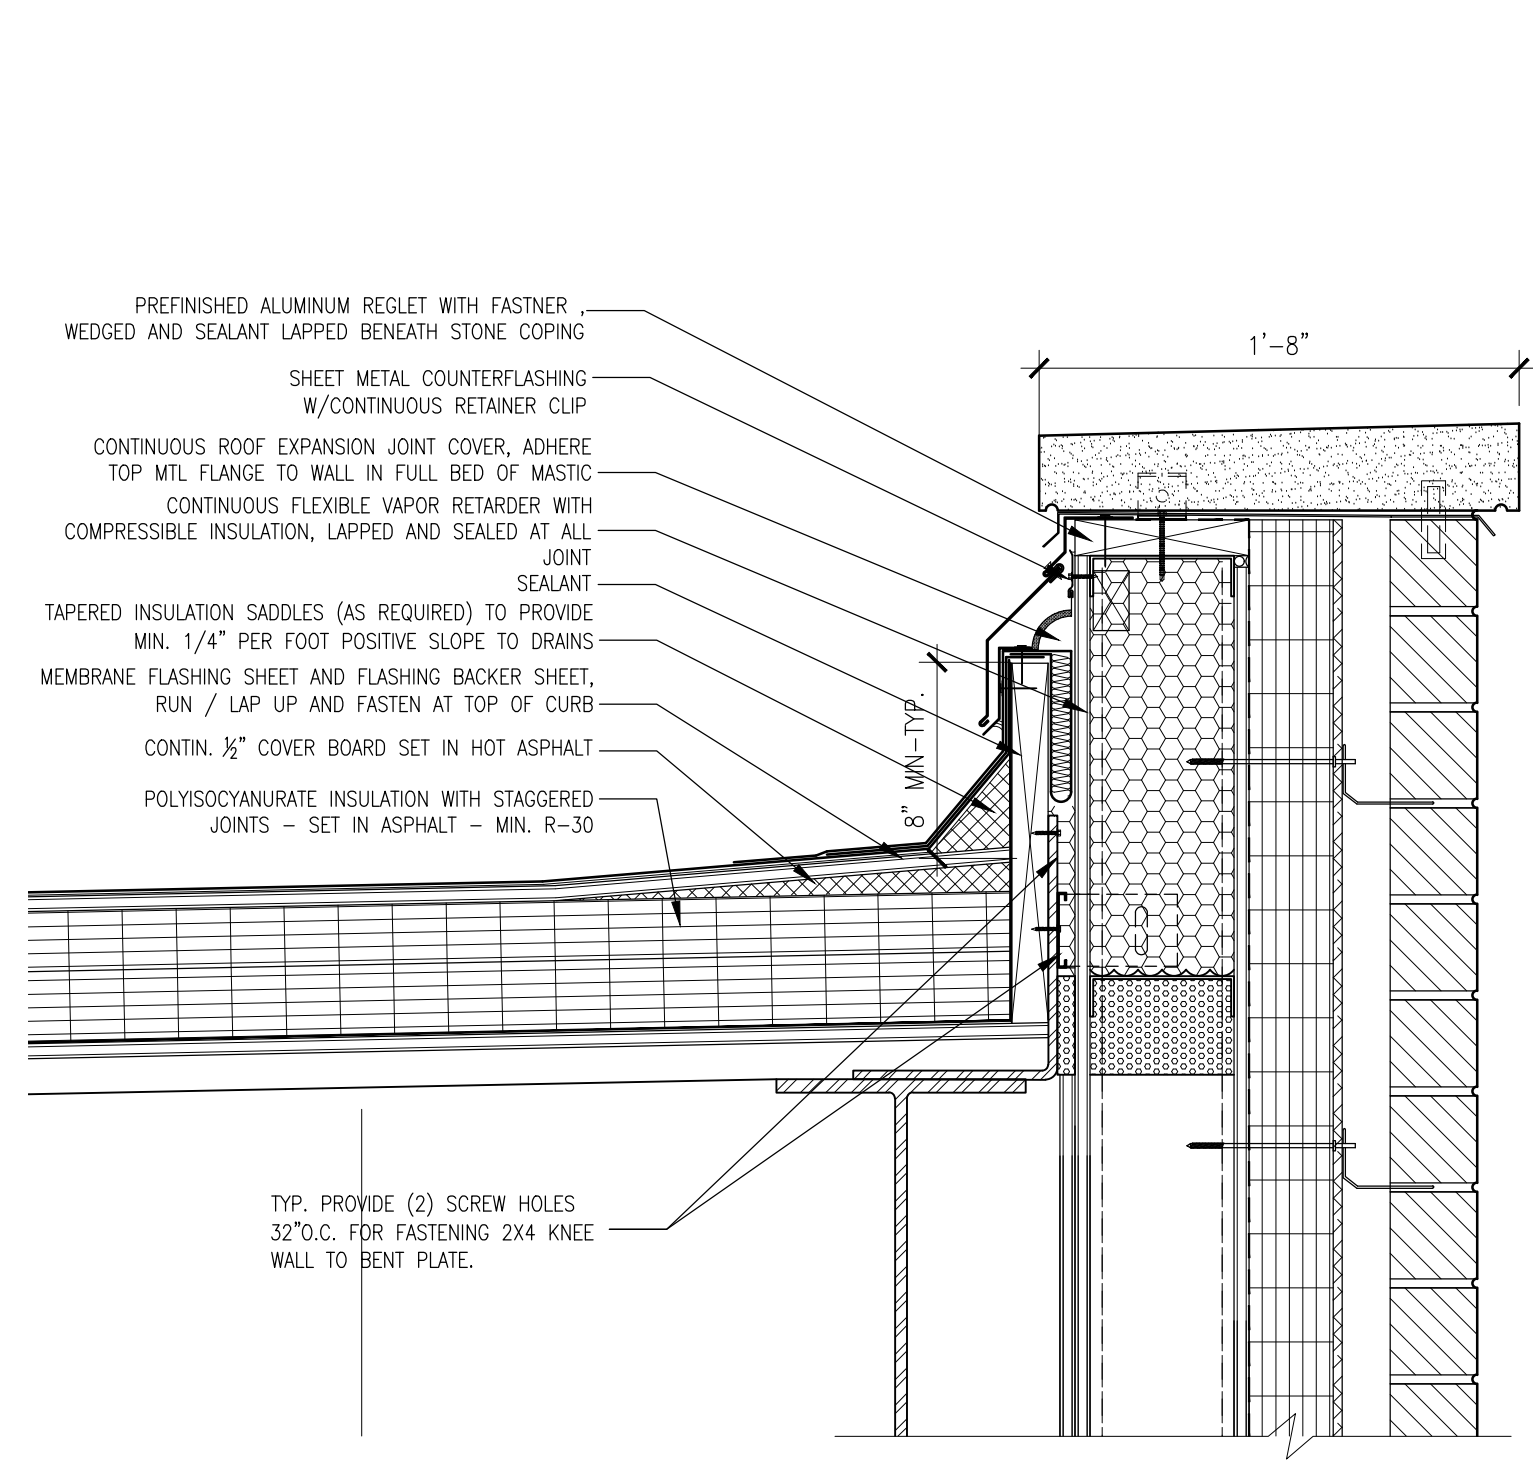 PREFINISHED ALUMINUM REGLET WITH FASTNER ,
WEDGED AND SEALANT LAPPED BENEATH STONE COPING
1'-8"
SHEET METAL COUNTERFLASHING
W/CONTINUOUS RETAINER CLIP
CONTINUOUS ROOF EXPANSION JOINT COVER, ADHERE
TOP MTL FLANGE TO WALL IN FULL BED OF MASTIC
CONTINUOUS FLEXIBLE VAPOR RETARDER WITH
COMPRESSIBLE INSULATION, LAPPED AND SEALED AT ALL
JOINT
SEALANT
TAPERED INSULATION SADDLES (AS REQUIRED) TO PROVIDE
MIN. 1/4" PER FOOT POSITIVE SLOPE TO DRAINS
MEMBRANE FLASHING SHEET AND FLASHING BACKER SHEET,
RUN / LAP UP AND FASTEN AT TOP OF CURB
CONTIN. ½" COVER BOARD SET IN HOT ASPHALT
POLYISOCYANURATE INSULATION WITH STAGGERED
JOINTS – SET IN ASPHALT – MIN. R–30
8" MIN–TYP.
TYP. PROVIDE (2) SCREW HOLES
32"O.C. FOR FASTENING 2X4 KNEE
WALL TO BENT PLATE.